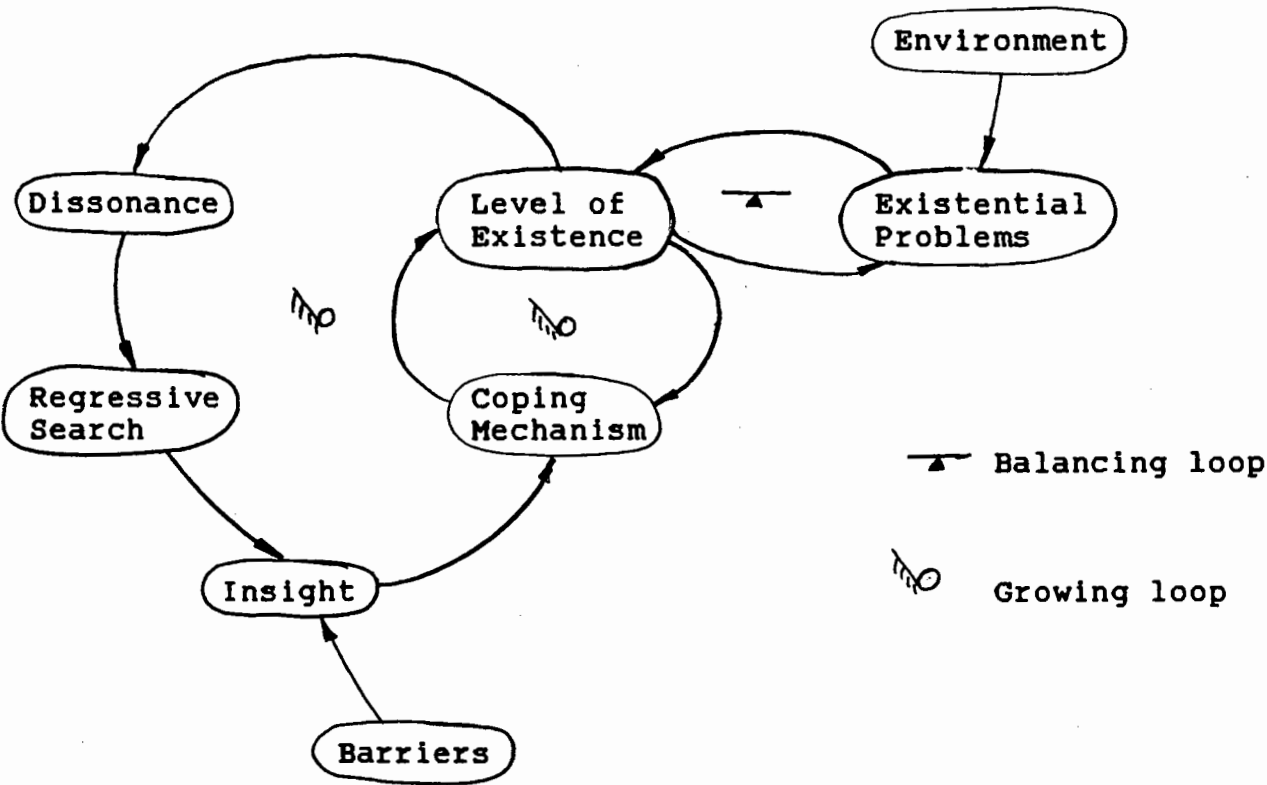 Environment
Dissonance
Level of
Existence
Existential
Problems
Regressive
Search
Coping
Mechanism
Balancing loop
Insight
Growing loop
Barriers